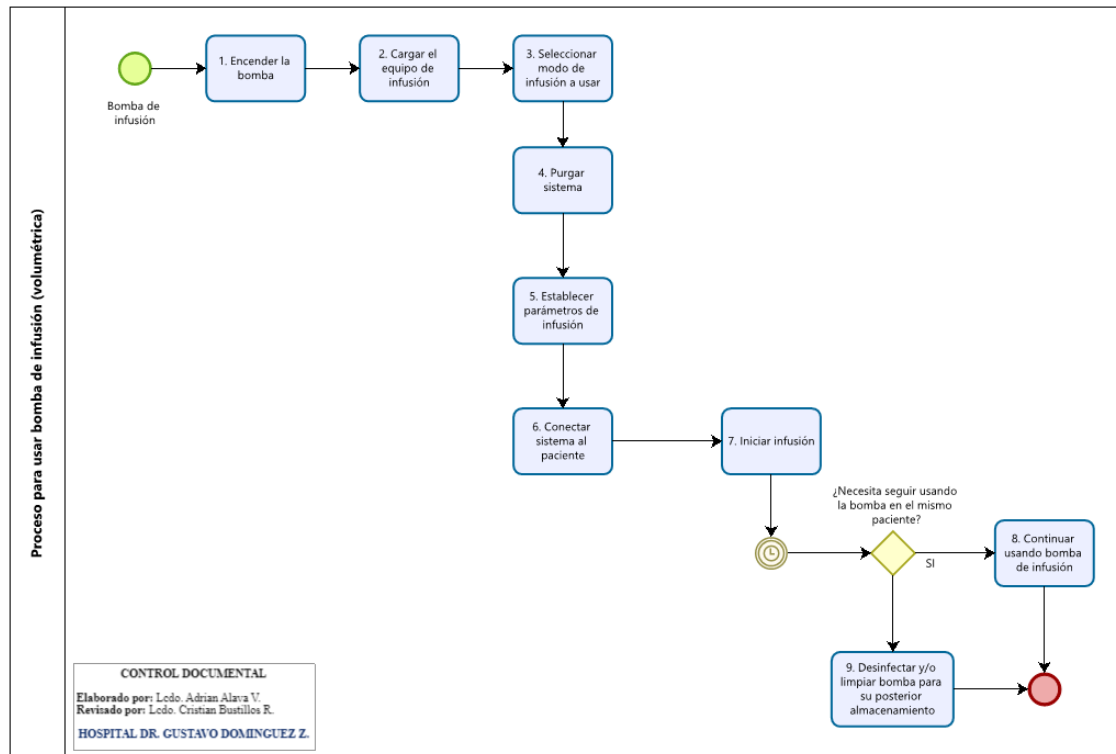 Proceso para usar bomba de infusión (volumétrica)
Bomba de
infusión
1. Encender la
bomba
2. Cargar el
equipo de
infusión
3. Seleccionar
modo de
infusión a usar
4. Purgar
sistema
5. Establecer
parámetros de
infusión
6. Conectar
sistema al
paciente
7. Iniciar infusión
¿Necesita seguir usando
la bomba en el mismo
paciente?
SI
8. Continuar
usando bomba
de infusión
9. Desinfectar y/o
limpiar bomba para
su posterior
almacenamiento
CONTROL DOCUMENTAL
Elaborado por: Lcdo. Adrian Alava V.
Revisado por: Lcdo. Cristian Bustillos R.
HOSPITAL DR. GUSTAVO DOMINGUEZ Z.